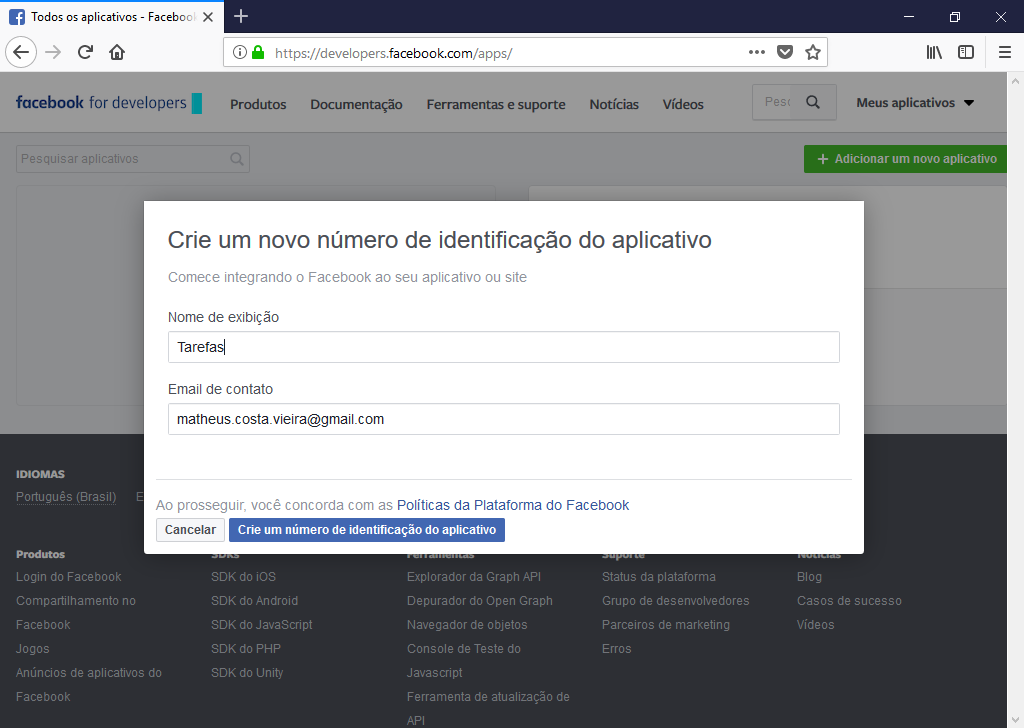 Todos os aplicativos - Facebook
https://developers.facebook.com/apps/
facebook for developers
Produtos
Documentação
Ferramentas e suporte
Notícias
Vídeos
Pesq
Meus aplicativos
Pesquisar aplicativos
+ Adicionar um novo aplicativo
Crie um novo número de identificação do aplicativo
Comece integrando o Facebook ao seu aplicativo ou site
Nome de exibição
Tarefas
Email de contato
matheus.costa.vieira@gmail.com
Ao prosseguir, você concorda com as Políticas da Plataforma do Facebook
Cancelar
Crie um número de identificação do aplicativo
IDIOMAS
Português (Brasil)
Produtos
Login do Facebook
Compartilhamento no
Facebook
Jogos
Anúncios de aplicativos do
Facebook
SDKs
SDK do iOS
SDK do Android
SDK do JavaScript
SDK do PHP
SDK do Unity
Ferramentas
Explorador da Graph API
Depurador do Open Graph
Navegador de objetos
Console de Teste do
Javascript
Ferramenta de atualização de
API
Suporte
Status da plataforma
Grupo de desenvolvedores
Parceiros de marketing
Erros
Notícias
Blog
Casos de sucesso
Vídeos